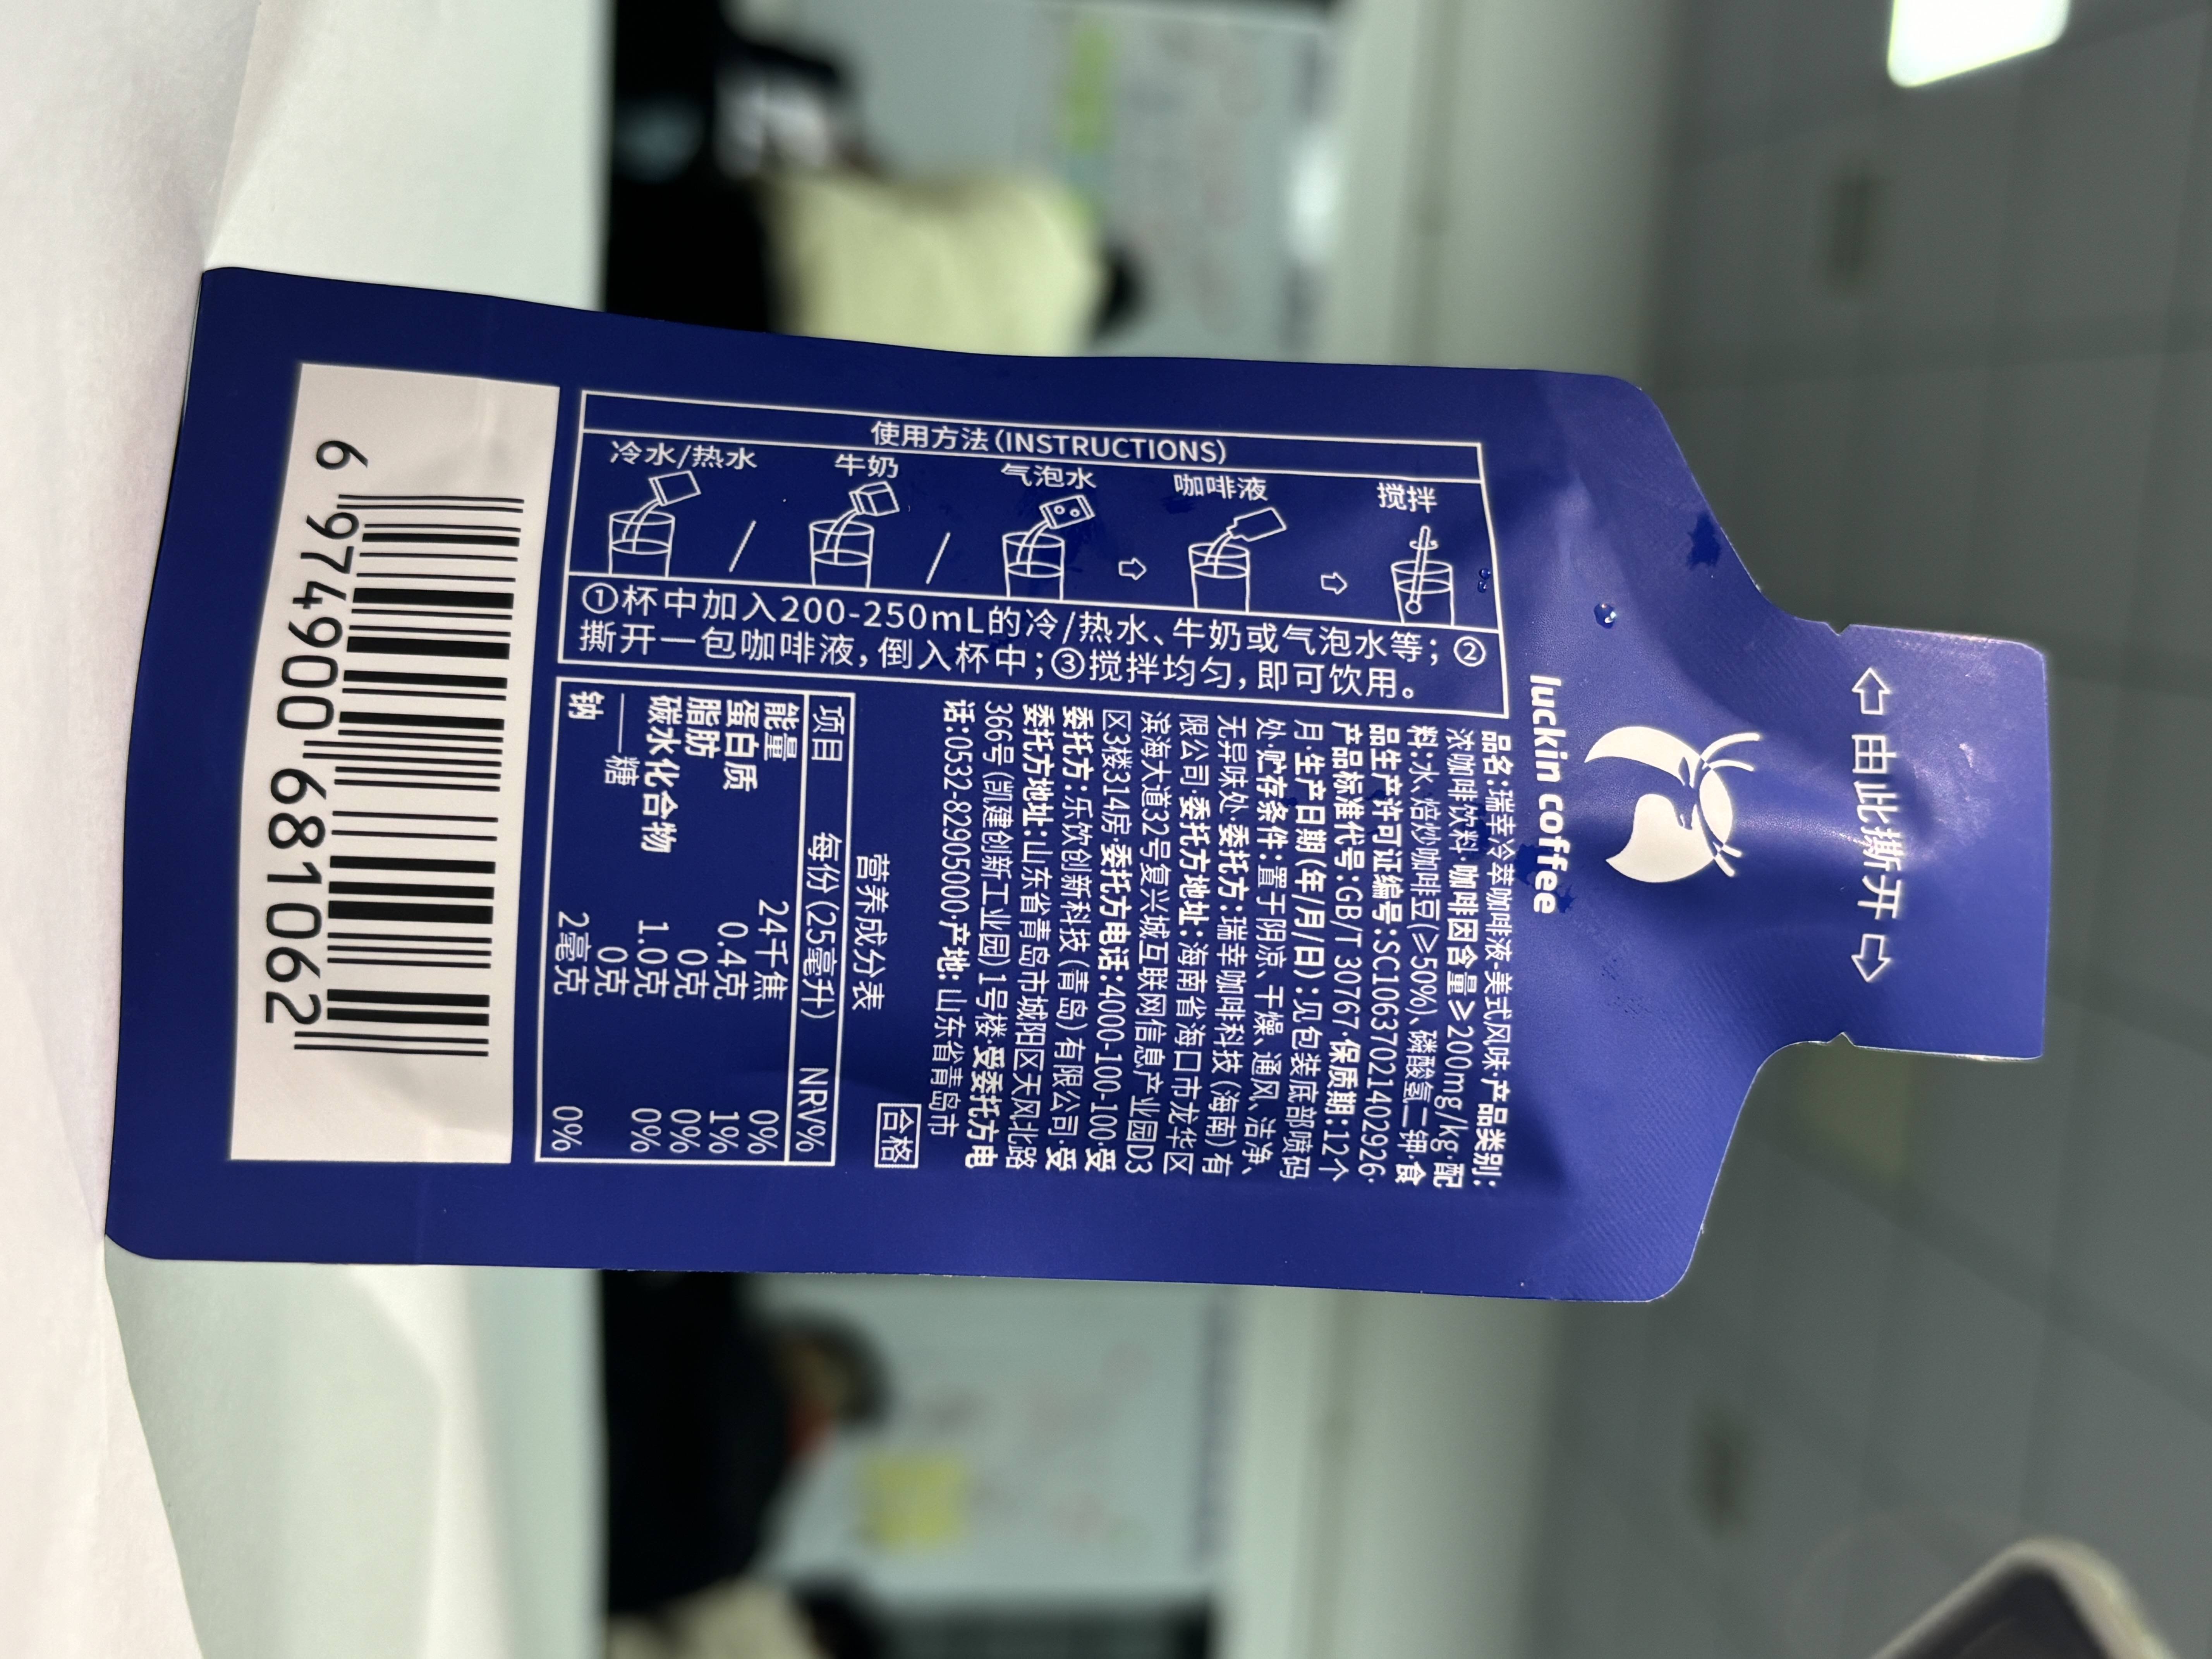 由此撕开
luckin coffee
品名:瑞幸冷萃咖啡液-美式风味·产品类别:
浓咖啡饮料·咖啡因含量≥200mg/kg·配
料:水、焙炒咖啡豆(≥50%)、磷酸氢二钾·食
品生产许可证编号:SC10637021402926·
产品标准代号:GB/T 30767·保质期:12个
月·生产日期(年/月/日):见包装底部喷码
处·贮存条件:置于阴凉、干燥、通风、洁净、
无异味处·委托方:瑞幸咖啡科技(海南)有
限公司·委托方地址:海南省海口市龙华区
滨海大道32号复兴城互联网信息产业园D3
区3楼314房·委托方电话:4000-100-100·受
委托方:乐饮创新科技(青岛)有限公司·受
委托方地址:山东省青岛市城阳区天风北路
366号(凯建创新工业园)1号楼·受委托方电
话:0532-82905000·产地:山东省青岛市
合格
营养成分表
项目 每份(25毫升) NRV%
能量 24千焦 0%
蛋白质 0.4克 1%
脂肪 0克 0%
碳水化合物 1.0克 0%
——糖 0克
钠 2毫克 0%
使用方法(INSTRUCTIONS)
冷水/热水 牛奶 气泡水 咖啡液 搅拌
①杯中加入200-250mL的冷/热水、牛奶或气泡水等;②
撕开一包咖啡液,倒入杯中;③搅拌均匀,即可饮用。
6 974900 681062